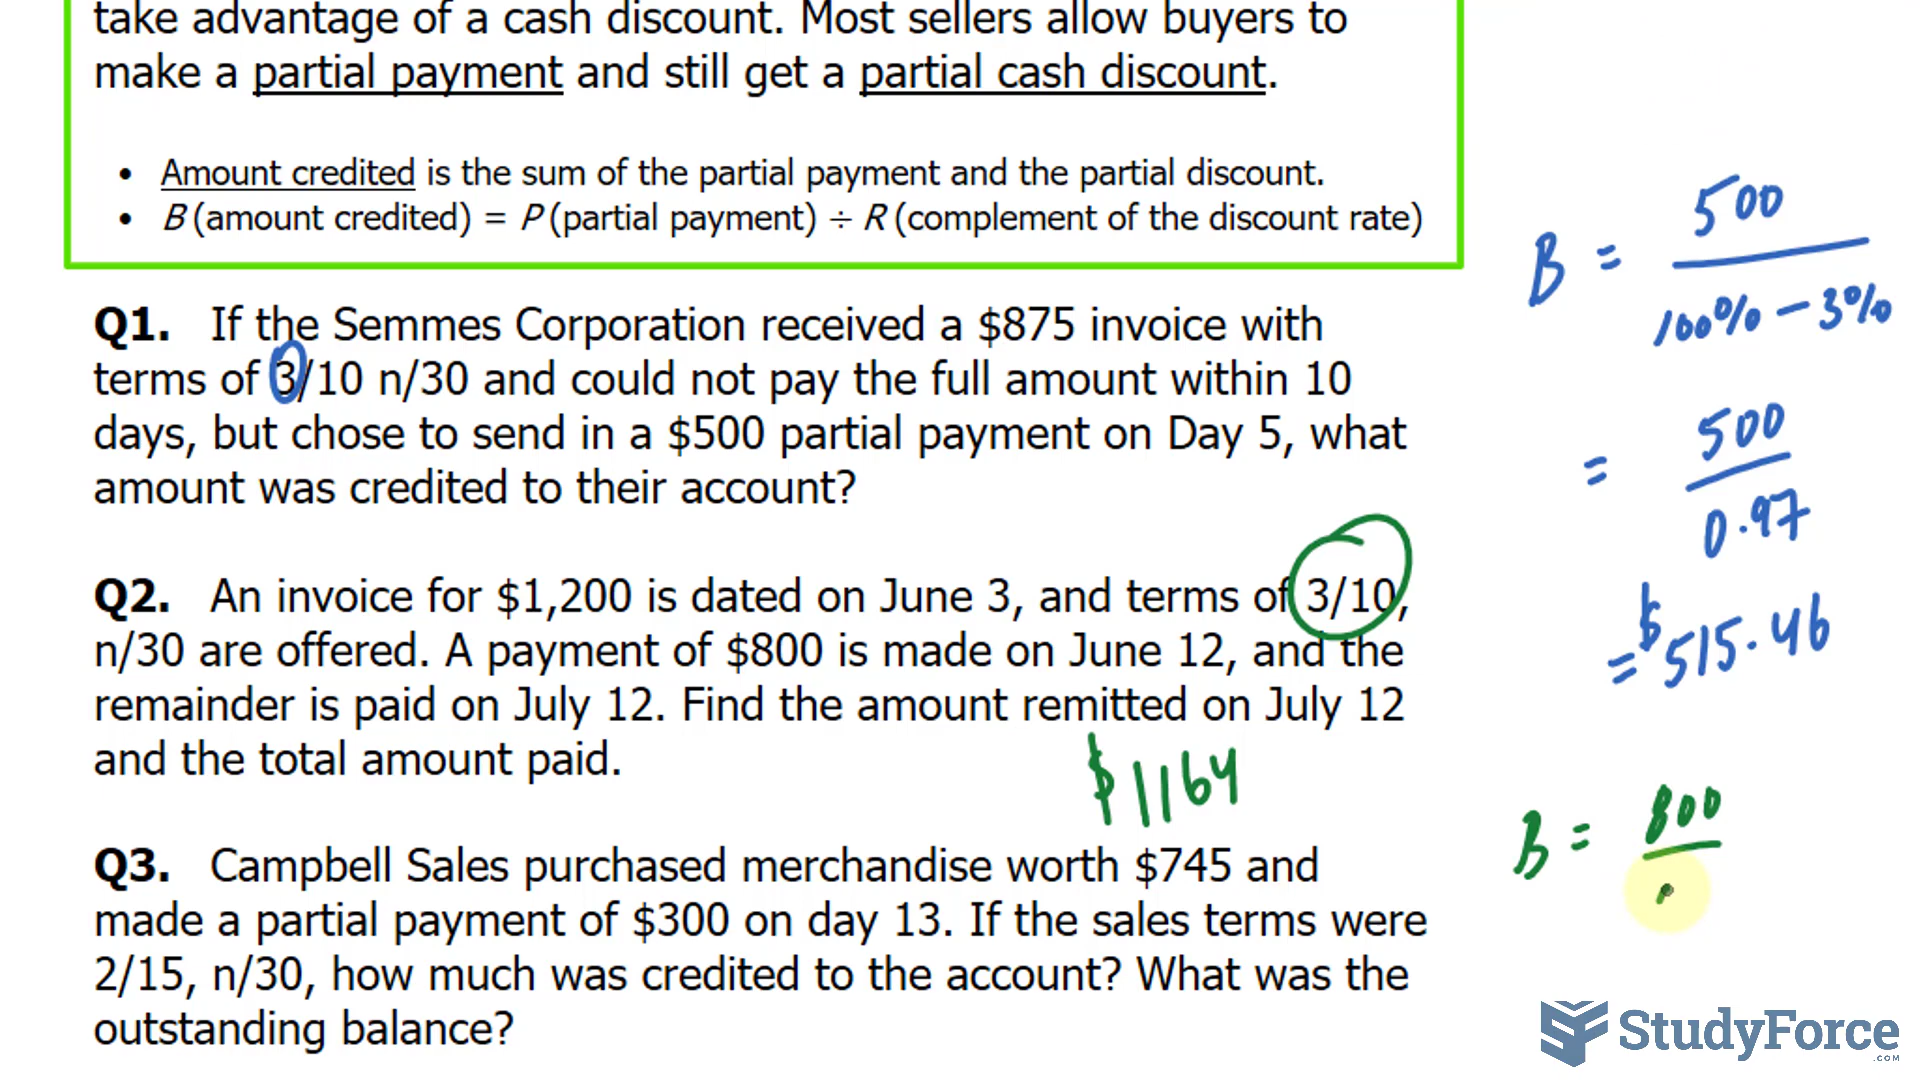 take advantage of a cash discount. Most sellers allow buyers to
make a partial payment and still get a partial cash discount.
• Amount credited is the sum of the partial payment and the partial discount.
• B (amount credited) = P (partial payment) ÷ R (complement of the discount rate)
Q1. If the Semmes Corporation received a $875 invoice with
terms of 3/10 n/30 and could not pay the full amount within 10
days, but chose to send in a $500 partial payment on Day 5, what
amount was credited to their account?
Q2. An invoice for $1,200 is dated on June 3, and terms of 3/10,
n/30 are offered. A payment of $800 is made on June 12, and the
remainder is paid on July 12. Find the amount remitted on July 12
and the total amount paid.
$1164
Q3. Campbell Sales purchased merchandise worth $745 and
made a partial payment of $300 on day 13. If the sales terms were
2/15, n/30, how much was credited to the account? What was the
outstanding balance?
500
B =
100% - 3%
500
=
0.97
= $515.46
800
B =
.
StudyForce
.COM